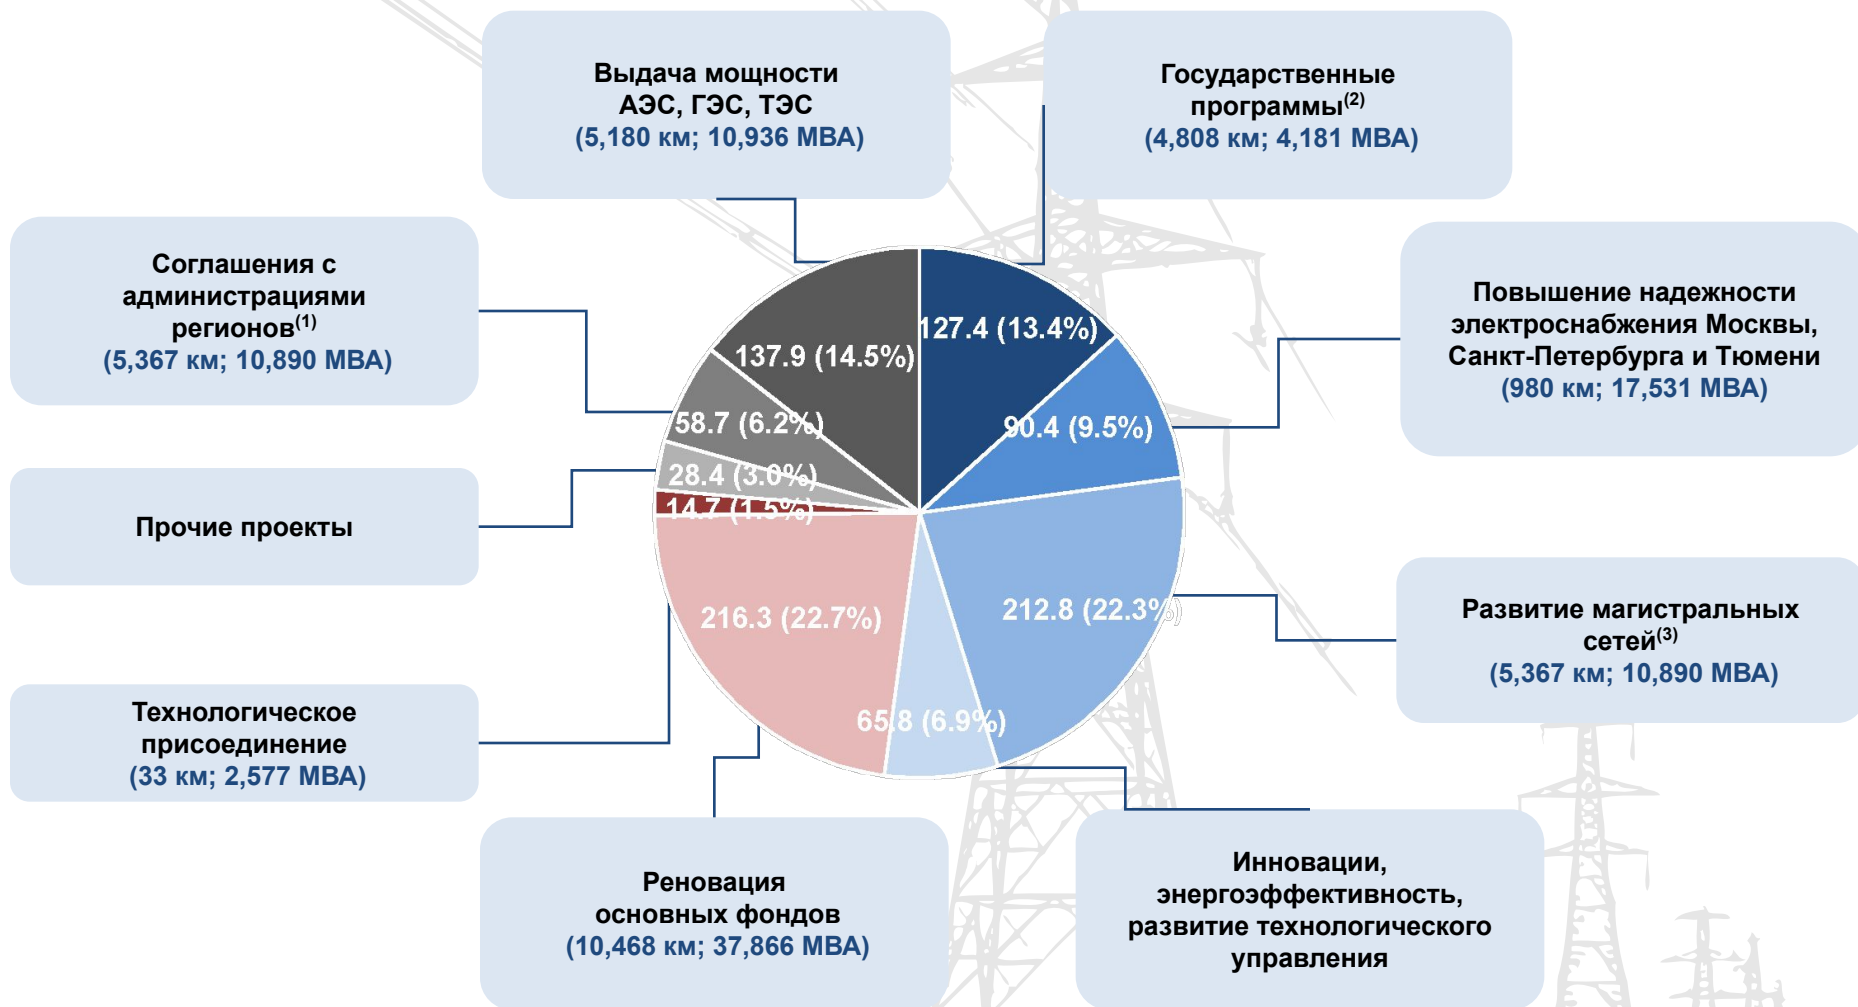 Выдача мощности
АЭС, ГЭС, ТЭС
(5,180 км; 10,936 МВА)
Государственные
программы(2)
(4,808 км; 4,181 МВА)
Соглашения с
администрациями
регионов(1)
(5,367 км; 10,890 МВА)
Повышение надежности
электроснабжения Москвы,
Санкт-Петербурга и Тюмени
(980 км; 17,531 МВА)
127.4 (13.4%)
137.9 (14.5%)
58.7 (6.2%)
90.4 (9.5%)
28.4 (3.0%)
14.7 (1.5%)
Прочие проекты
216.3 (22.7%)
212.8 (22.3%)
65.8 (6.9%)
Развитие магистральных
сетей(3)
(5,367 км; 10,890 МВА)
Технологическое
присоединение
(33 км; 2,577 МВА)
Реновация
основных фондов
(10,468 км; 37,866 МВА)
Инновации,
энергоэффективность,
развитие технологического
управления